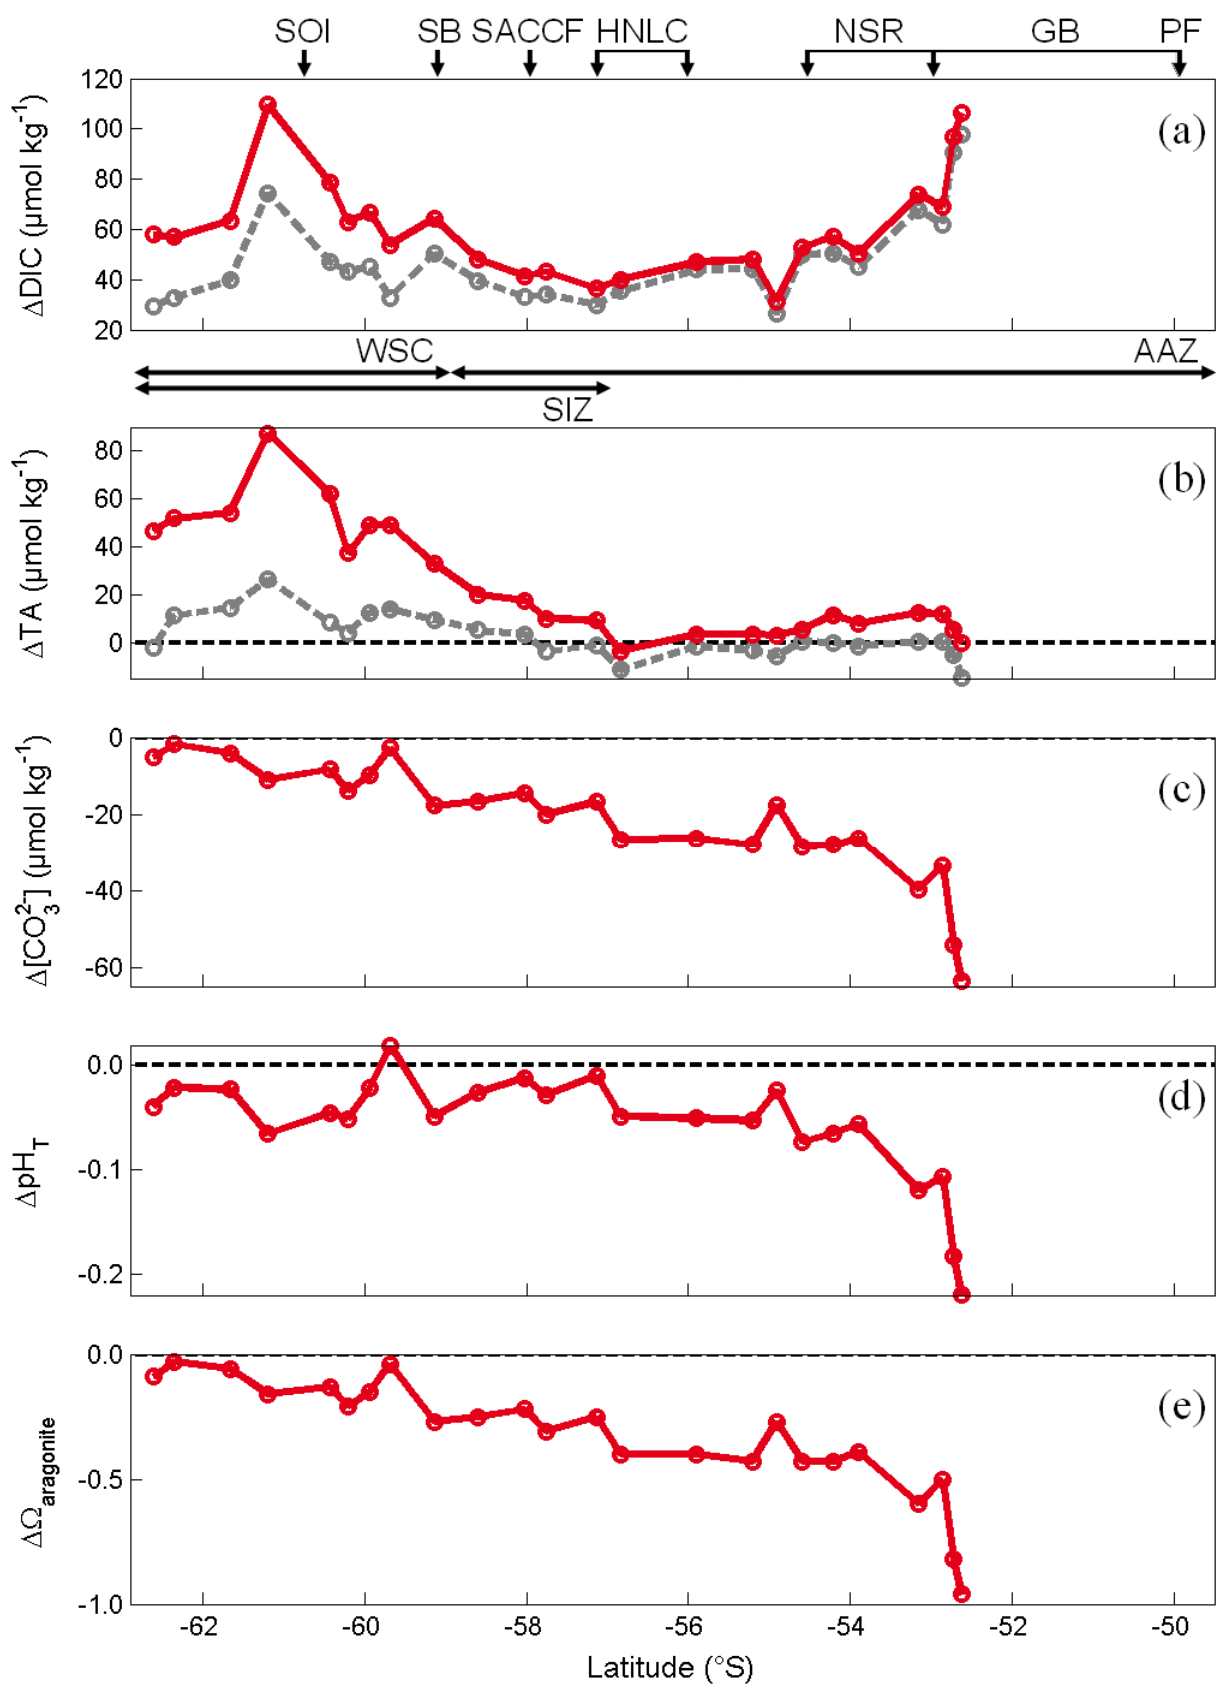 SOI SB SACCF HNLC NSR GB PF
120
100
80
60
40
20
ΔDIC (µmol kg⁻¹)
(a)
WSC AAZ
SIZ
80
60
40
20
0
ΔTA (µmol kg⁻¹)
(b)
0
-20
-40
-60
Δ[CO₃²⁻] (µmol kg⁻¹)
(c)
0.0
-0.1
-0.2
ΔpH_T
(d)
0.0
-0.5
-1.0
ΔΩ_aragonite
(e)
-62 -60 -58 -56 -54 -52 -50
Latitude (°S)